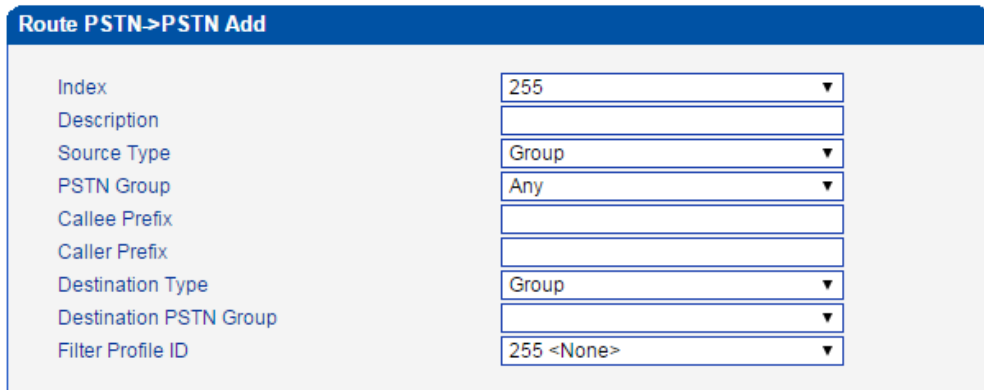 Route PSTN->PSTN Add
Index 255
Description
Source Type Group
PSTN Group Any
Callee Prefix
Caller Prefix
Destination Type Group
Destination PSTN Group
Filter Profile ID 255 <None>